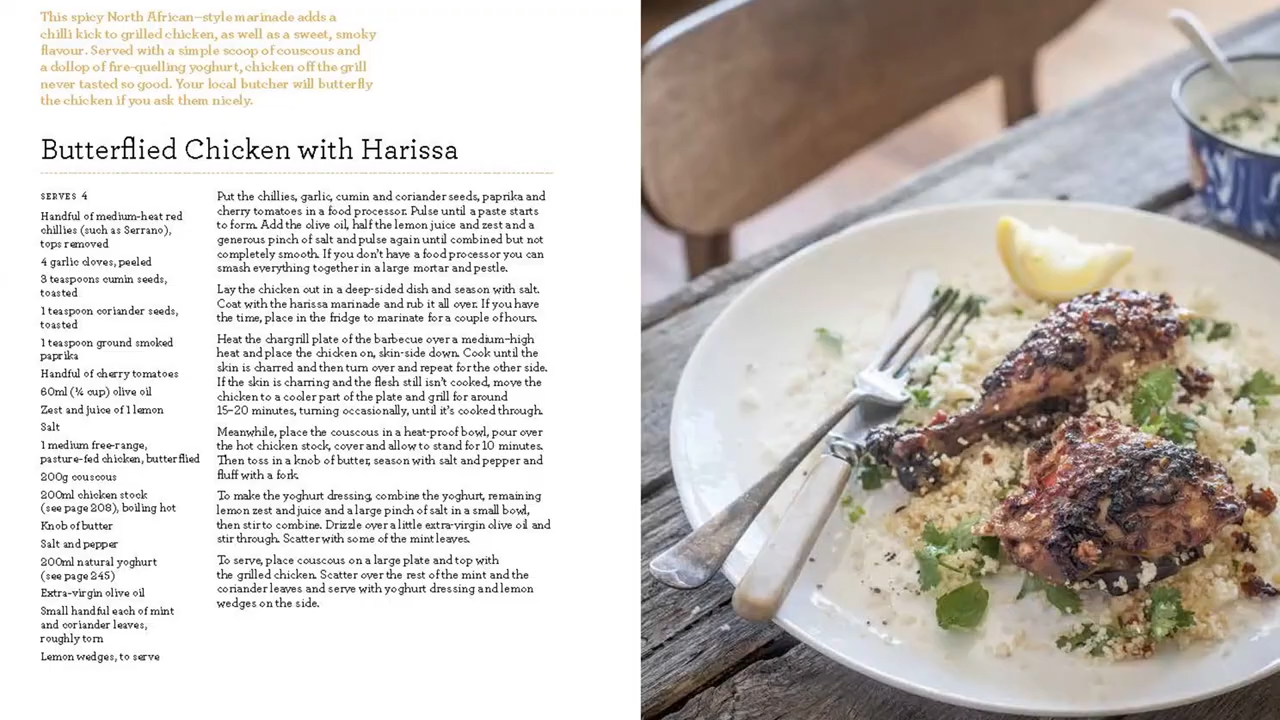 This spicy North African–style marinade adds a
chilli kick to grilled chicken, as well as a sweet, smoky
flavour. Served with a simple scoop of couscous and
a dollop of fire-quelling yoghurt, chicken off the grill
never tasted so good. Your local butcher will butterfly
the chicken if you ask them nicely.
Butterflied Chicken with Harissa
SERVES 4
Handful of medium-heat red
chillies (such as Serrano),
tops removed
4 garlic cloves, peeled
3 teaspoons cumin seeds,
toasted
1 teaspoon coriander seeds,
toasted
1 teaspoon ground smoked
paprika
Handful of cherry tomatoes
60ml (¼ cup) olive oil
Zest and juice of 1 lemon
Salt
1 medium free-range,
pasture-fed chicken, butterflied
200g couscous
200ml chicken stock
(see page 208), boiling hot
Knob of butter
Salt and pepper
200ml natural yoghurt
(see page 245)
Extra-virgin olive oil
Small handful each of mint
and coriander leaves,
roughly torn
Lemon wedges, to serve
Put the chillies, garlic, cumin and coriander seeds, paprika and
cherry tomatoes in a food processor. Pulse until a paste starts
to form. Add the olive oil, half the lemon juice and zest and a
generous pinch of salt and pulse again until combined but not
completely smooth. If you don't have a food processor you can
smash everything together in a large mortar and pestle.
Lay the chicken out in a deep-sided dish and season with salt.
Coat with the harissa marinade and rub it all over. If you have
the time, place in the fridge to marinate for a couple of hours.
Heat the chargrill plate of the barbecue over a medium–high
heat and place the chicken on, skin-side down. Cook until the
skin is charred and then turn over and repeat for the other side.
If the skin is charring and the flesh still isn't cooked, move the
chicken to a cooler part of the plate and grill for around
15–20 minutes, turning occasionally, until it's cooked through.
Meanwhile, place the couscous in a heat-proof bowl, pour over
the hot chicken stock, cover and allow to stand for 10 minutes.
Then toss in a knob of butter, season with salt and pepper and
fluff with a fork.
To make the yoghurt dressing, combine the yoghurt, remaining
lemon zest and juice and a large pinch of salt in a small bowl,
then stir to combine. Drizzle over a little extra-virgin olive oil and
stir through. Scatter with some of the mint leaves.
To serve, place couscous on a large plate and top with
the grilled chicken. Scatter over the rest of the mint and the
coriander leaves and serve with yoghurt dressing and lemon
wedges on the side.